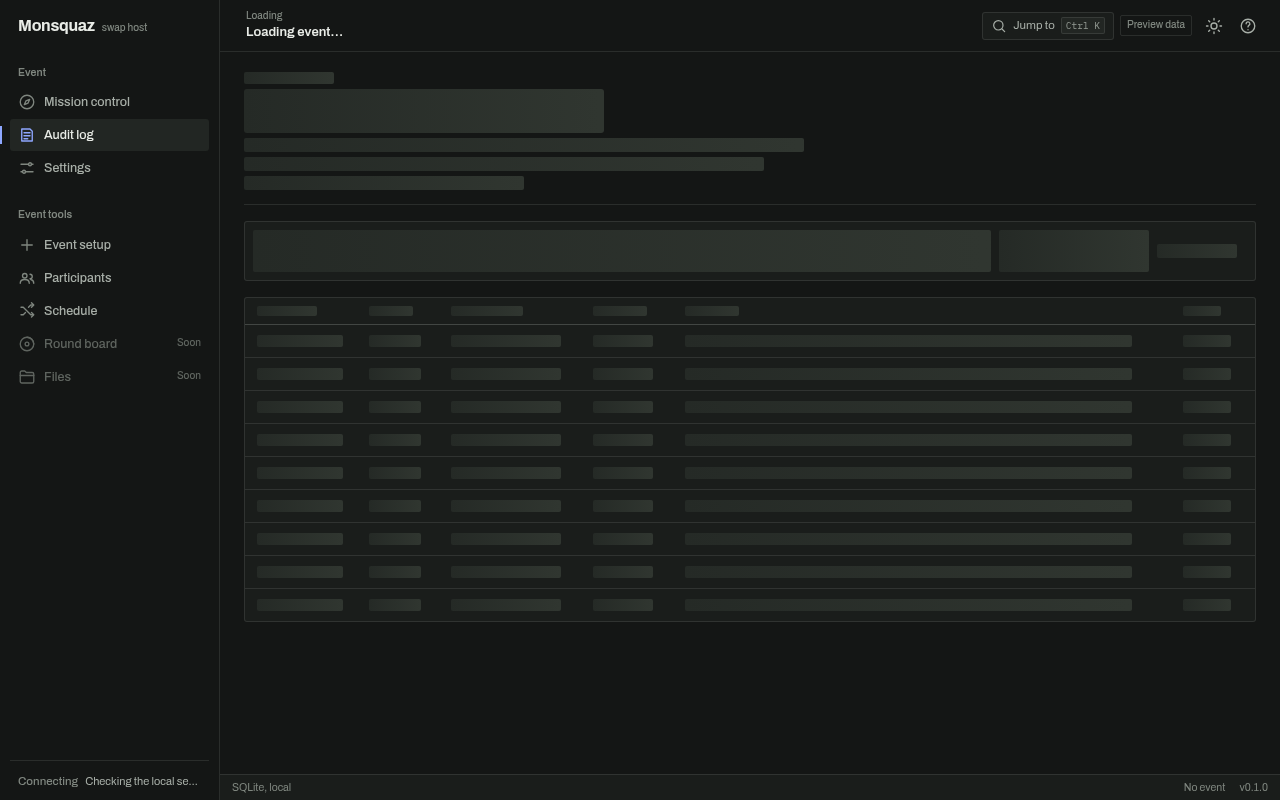 Monsquaz swap host
Event
Mission control
Audit log
Settings
Event tools
Event setup
Participants
Schedule
Round board Soon
Files Soon
Connecting Checking the local se...
Loading
Loading event...
Jump to Ctrl K
Preview data
SQLite, local
No event v0.1.0